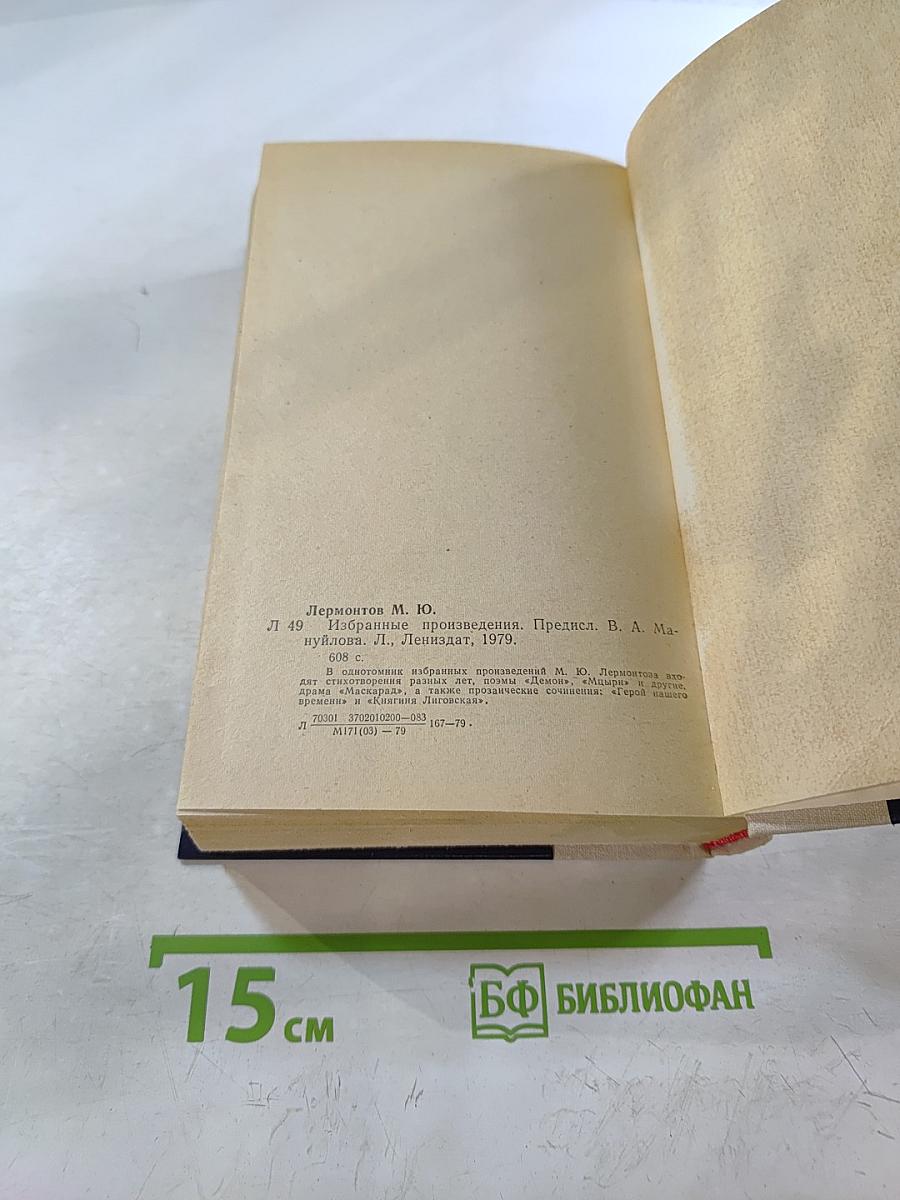 Лермонтов М. Ю.
Л 49 Избранные произведения. Предисл. В. А. Ма-
нуйлова. Л., Лениздат, 1979.
608 с.
В однотомник избранных произведений М. Ю. Лермонтова вхо-
дят стихотворения разных лет, поэмы «Демон», «Мцыри» и другие,
драма «Маскарад», а также прозаические сочинения: «Герой нашего
времени» и «Княгиня Лиговская».
70301 3702010200—083
Л 167—79.
М171(03) — 79
15 см
БФ БИБЛИОФАН